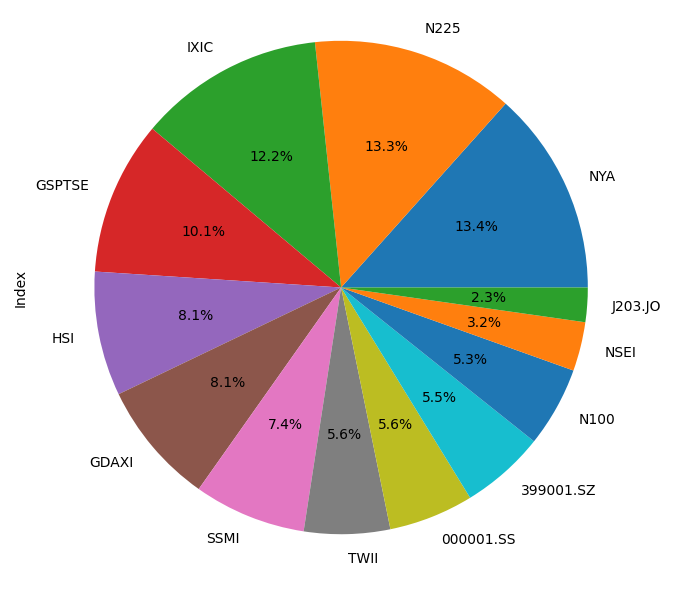 N225
IXIC
13.3%
12.2%
NYA
GSPTSE
13.4%
10.1%
Index
2.3%
J203.JO
8.1%
3.2%
HSI
NSEI
5.3%
8.1%
5.5%
N100
7.4%
5.6%
5.6%
GDAXI
399001.SZ
SSMI
000001.SS
TWII